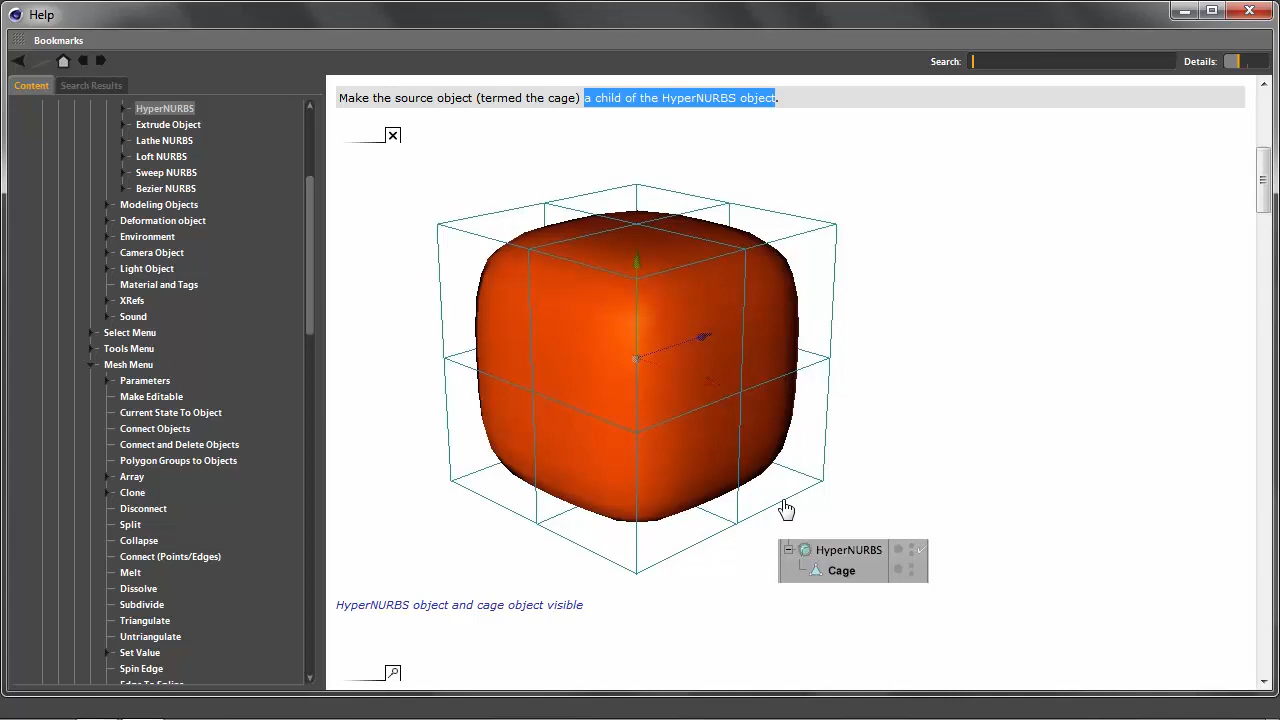 Help
Bookmarks
Search:
Details:
Content
Search Results
HyperNURBS
Extrude Object
Lathe NURBS
Loft NURBS
Sweep NURBS
Bezier NURBS
Modeling Objects
Deformation object
Environment
Camera Object
Light Object
Material and Tags
XRefs
Sound
Select Menu
Tools Menu
Mesh Menu
Parameters
Make Editable
Current State To Object
Connect Objects
Connect and Delete Objects
Polygon Groups to Objects
Array
Clone
Disconnect
Split
Collapse
Connect (Points/Edges)
Melt
Dissolve
Subdivide
Triangulate
Untriangulate
Set Value
Spin Edge
Edge To Spline
Make the source object (termed the cage) a child of the HyperNURBS object.
HyperNURBS
Cage
HyperNURBS object and cage object visible